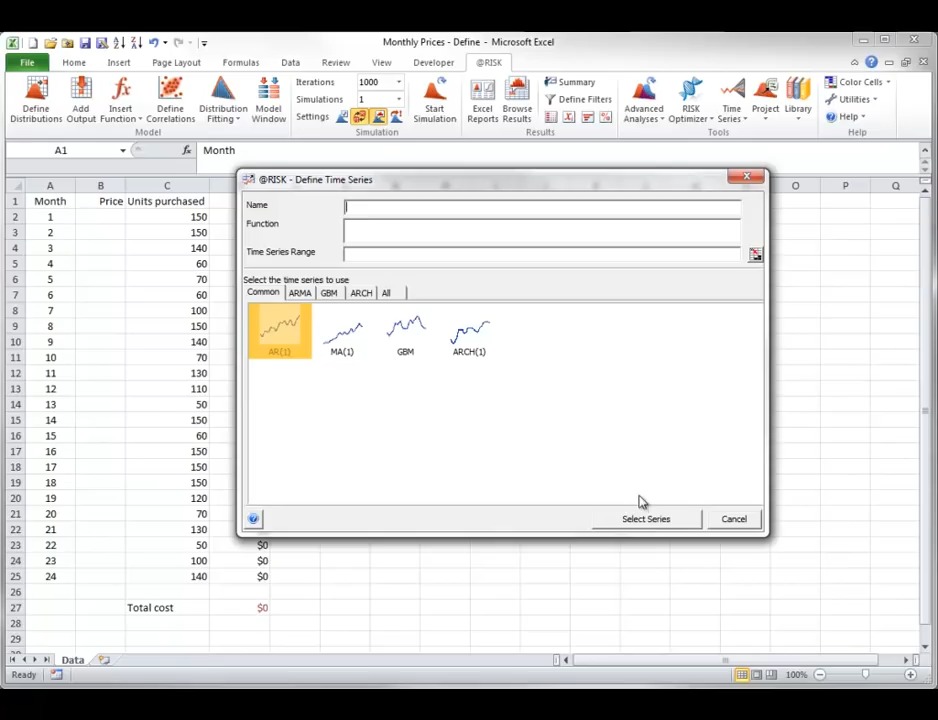 Monthly Prices - Define - Microsoft Excel
File Home Insert Page Layout Formulas Data Review View Developer @RISK
Define Distributions
Add Output
Insert Function
Define Correlations
Distribution Fitting
Model Window
Model
Iterations 1000
Simulations 1
Settings
Start Simulation
Simulation
Excel Reports
Browse Results
Summary
Define Filters
Results
Advanced Analyses
RISK Optimizer
Time Series
Project
Library
Tools
Color Cells
Utilities
Help
Help
A1 fx Month
A B C O P Q
1 Month Price Units purchased
2 1 150
3 2 150
4 3 140
5 4 60
6 5 70
7 6 60
8 7 100
9 8 150
10 9 140
11 10 70
12 11 130
13 12 110
14 13 50
15 14 150
16 15 60
17 16 150
18 17 150
19 18 150
20 19 120
21 20 70
22 21 130
23 22 50 $0
24 23 100 $0
25 24 140 $0
26
27 Total cost $0
28
29
@RISK - Define Time Series
Name
Function
Time Series Range
Select the time series to use
Common ARMA GBM ARCH All
AR(1) MA(1) GBM ARCH(1)
Select Series Cancel
Data
Ready 100%